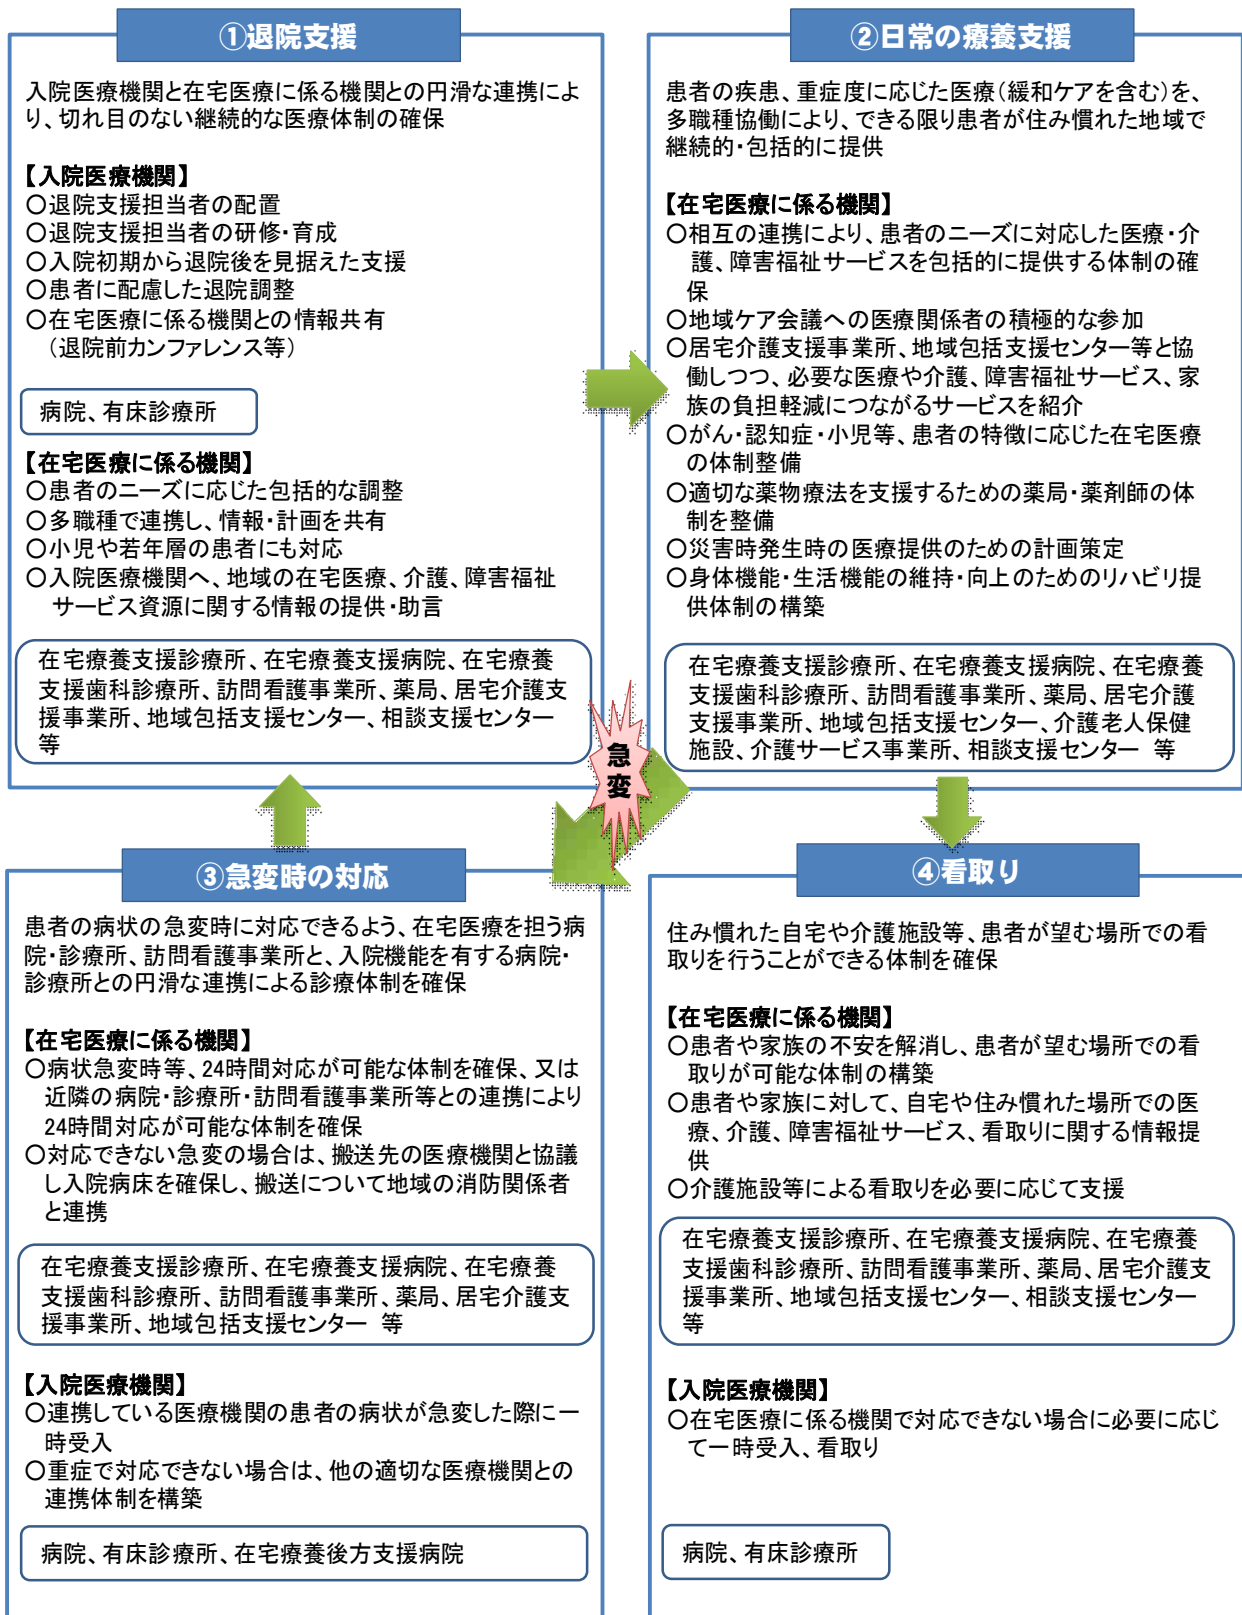 ①退院支援
入院医療機関と在宅医療に係る機関との円滑な連携によ
り、切れ目のない継続的な医療体制の確保
【入院医療機関】
○退院支援担当者の配置
○退院支援担当者の研修・育成
○入院初期から退院後を見据えた支援
○患者に配慮した退院調整
○在宅医療に係る機関との情報共有
（退院前カンファレンス等）
病院、有床診療所
【在宅医療に係る機関】
○患者のニーズに応じた包括的な調整
○多職種で連携し、情報・計画を共有
○小児や若年層の患者にも対応
○入院医療機関へ、地域の在宅医療、介護、障害福祉
サービス資源に関する情報の提供・助言
在宅療養支援診療所、在宅療養支援病院、在宅療養
支援歯科診療所、訪問看護事業所、薬局、居宅介護支
援事業所、地域包括支援センター、相談支援センター
等
②日常の療養支援
患者の疾患、重症度に応じた医療（緩和ケアを含む）を、
多職種協働により、できる限り患者が住み慣れた地域で
継続的・包括的に提供
【在宅医療に係る機関】
○相互の連携により、患者のニーズに対応した医療・介
護、障害福祉サービスを包括的に提供する体制の確
保
○地域ケア会議への医療関係者の積極的な参加
○居宅介護支援事業所、地域包括支援センター等と協
働しつつ、必要な医療や介護、障害福祉サービス、家
族の負担軽減につながるサービスを紹介
○がん・認知症・小児等、患者の特徴に応じた在宅医療
の体制整備
○適切な薬物療法を支援するための薬局・薬剤師の体
制を整備
○災害時発生時の医療提供のための計画策定
○身体機能・生活機能の維持・向上のためのリハビリ提
供体制の構築
在宅療養支援診療所、在宅療養支援病院、在宅療養
支援歯科診療所、訪問看護事業所、薬局、居宅介護
支援事業所、地域包括支援センター、介護老人保健
施設、介護サービス事業所、相談支援センター 等
急
変
③急変時の対応
患者の病状の急変時に対応できるよう、在宅医療を担う病
院・診療所、訪問看護事業所と、入院機能を有する病院・
診療所との円滑な連携による診療体制を確保
【在宅医療に係る機関】
○病状急変時等、24時間対応が可能な体制を確保、又は
近隣の病院・診療所・訪問看護事業所等との連携により
24時間対応が可能な体制を確保
○対応できない急変の場合は、搬送先の医療機関と協議
し入院病床を確保し、搬送について地域の消防関係者
と連携
在宅療養支援診療所、在宅療養支援病院、在宅療養
支援歯科診療所、訪問看護事業所、薬局、居宅介護支
援事業所、地域包括支援センター 等
【入院医療機関】
○連携している医療機関の患者の病状が急変した際に一
時受入
○重症で対応できない場合は、他の適切な医療機関との
連携体制を構築
病院、有床診療所、在宅療養後方支援病院
④看取り
住み慣れた自宅や介護施設等、患者が望む場所での看
取りを行うことができる体制を確保
【在宅医療に係る機関】
○患者や家族の不安を解消し、患者が望む場所での看
取りが可能な体制の構築
○患者や家族に対して、自宅や住み慣れた場所での医
療、介護、障害福祉サービス、看取りに関する情報提
供
○介護施設等による看取りを必要に応じて支援
在宅療養支援診療所、在宅療養支援病院、在宅療養
支援歯科診療所、訪問看護事業所、薬局、居宅介護支
援事業所、地域包括支援センター、相談支援センター
等
【入院医療機関】
○在宅医療に係る機関で対応できない場合に必要に応じ
て一時受入、看取り
病院、有床診療所